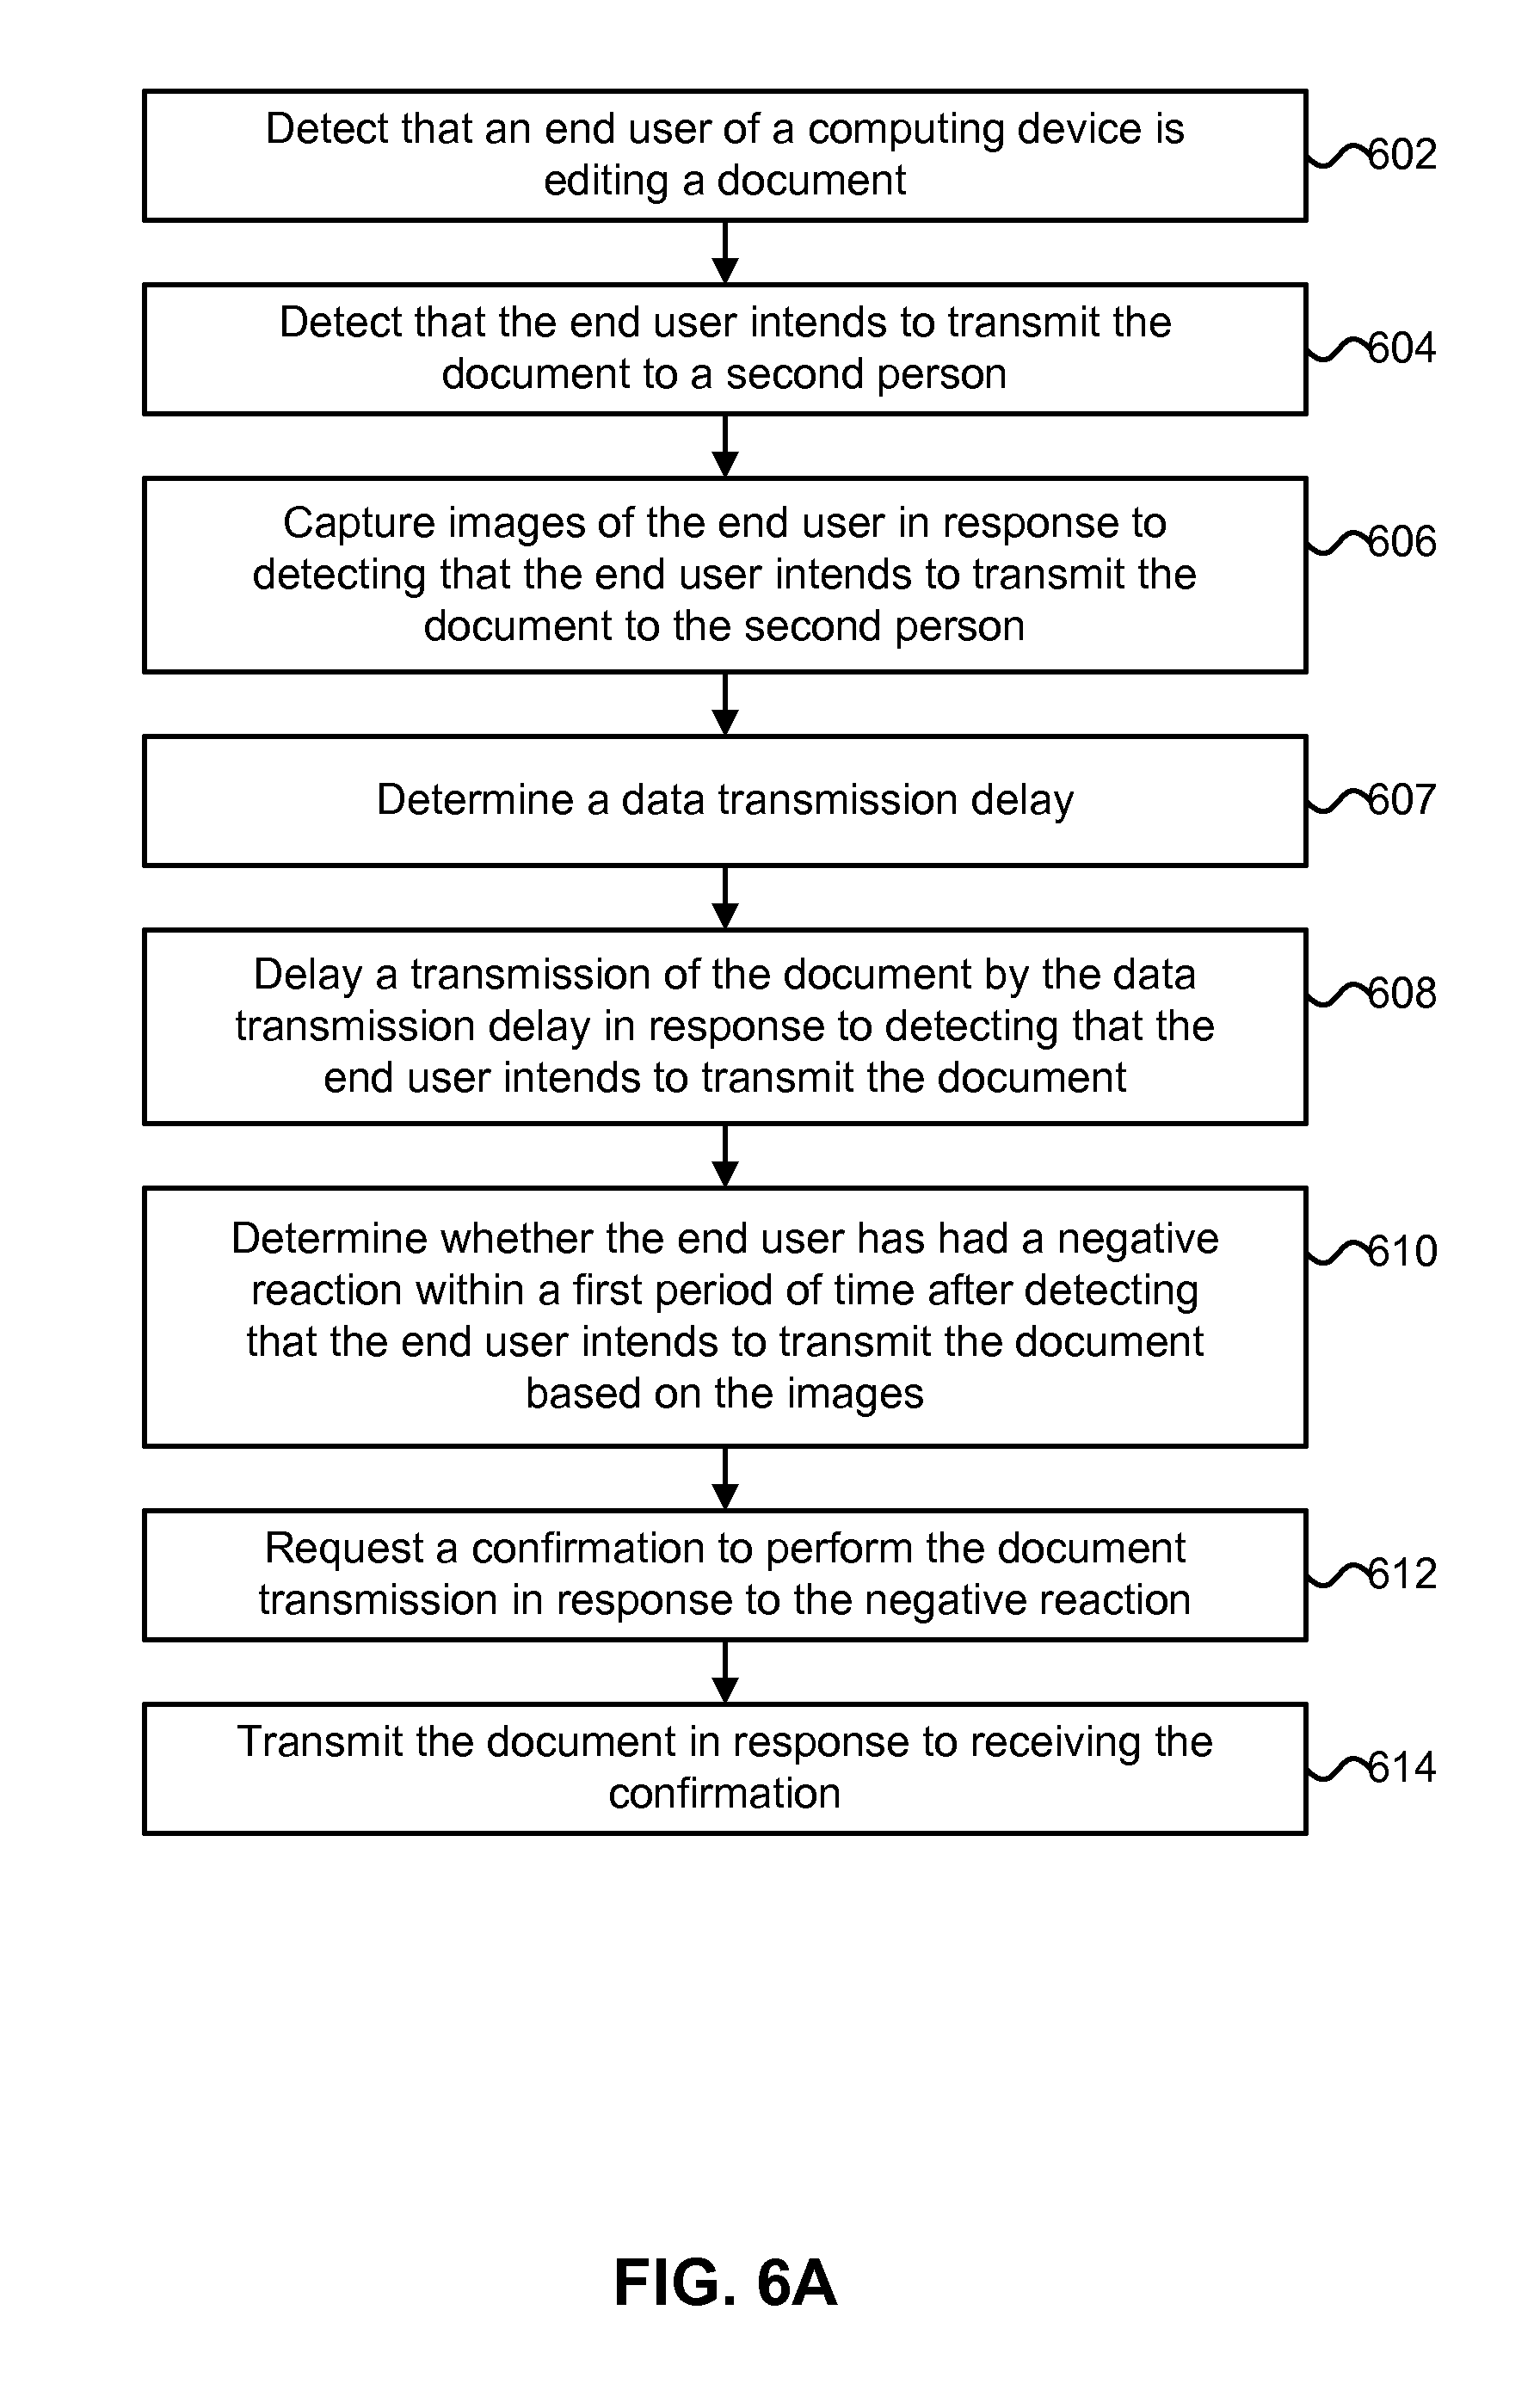 Detect that an end user of a computing device is
editing a document
602
Detect that the end user intends to transmit the
document to a second person
604
Capture images of the end user in response to
detecting that the end user intends to transmit the
document to the second person
606
Determine a data transmission delay
607
Delay a transmission of the document by the data
transmission delay in response to detecting that the
end user intends to transmit the document
608
Determine whether the end user has had a negative
reaction within a first period of time after detecting
that the end user intends to transmit the document
based on the images
610
Request a confirmation to perform the document
transmission in response to the negative reaction
612
Transmit the document in response to receiving the
confirmation
614
FIG. 6A